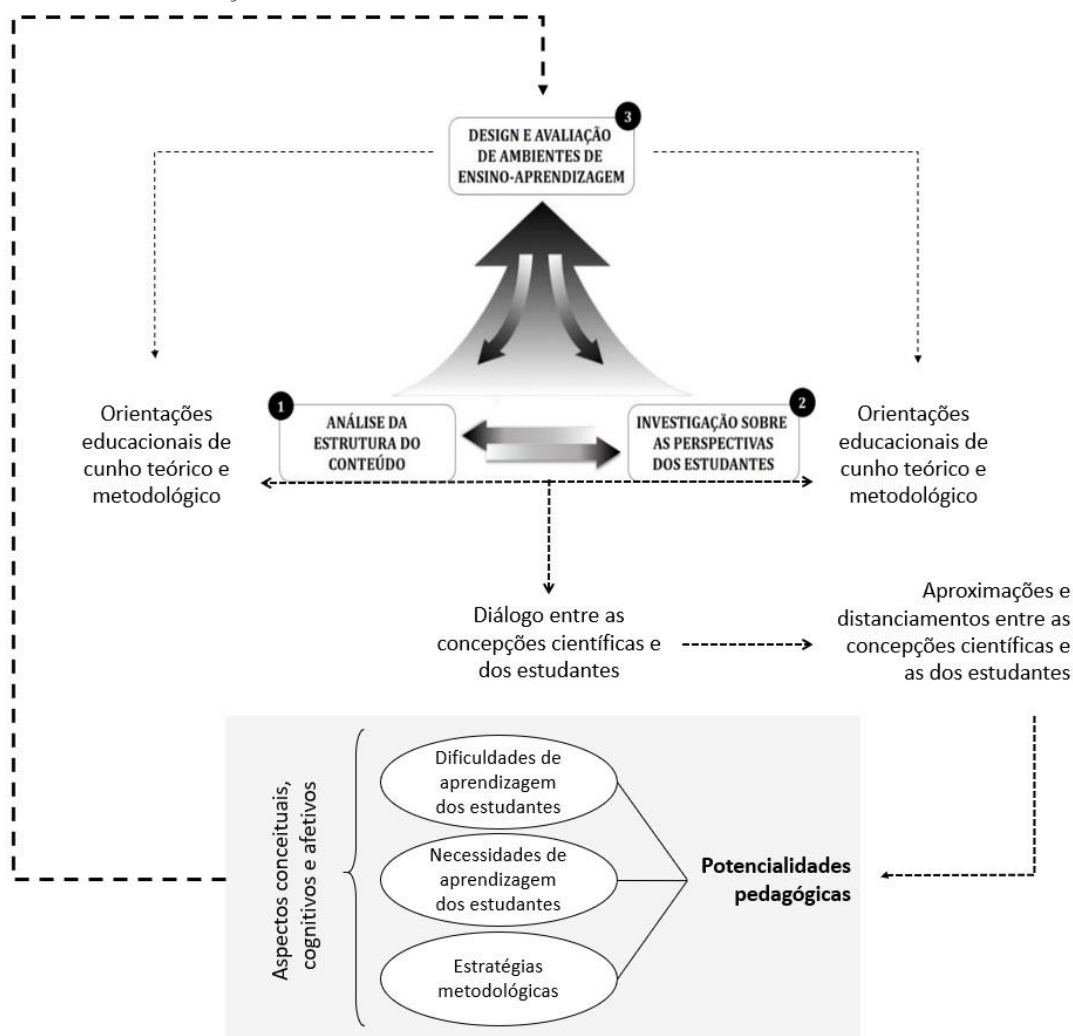 3
DESIGN E AVALIAÇÃO
DE AMBIENTES DE
ENSINO-APRENDIZAGEM
Orientações
educacionais de
cunho teórico e
metodológico
1
ANÁLISE DA
ESTRUTURA DO
CONTEÚDO
2
INVESTIGAÇÃO SOBRE
AS PERSPECTIVAS
DOS ESTUDANTES
Orientações
educacionais de
cunho teórico e
metodológico
Diálogo entre as
concepções científicas e
dos estudantes
Aproximações e
distanciamentos entre as
concepções científicas e
as dos estudantes
Aspectos conceituais,
cognitivos e afetivos
Dificuldades de
aprendizagem
dos estudantes
Necessidades de
aprendizagem
dos estudantes
Estratégias
metodológicas
Potencialidades
pedagógicas